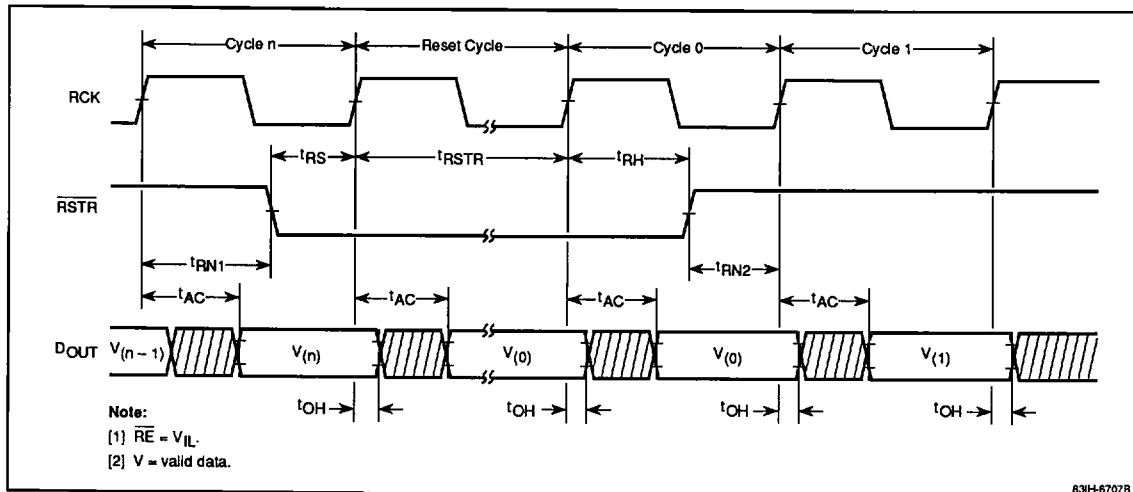 Cycle n
Reset Cycle
Cycle 0
Cycle 1
RCK
tRS
tRSTR
tRH
RSTR
tRN1
tRN2
tAC
tAC
tAC
tAC
DOUT
V(n – 1)
V(n)
V(0)
V(0)
V(1)
tOH
tOH
tOH
tOH
Note:
[1] RE = VIL.
[2] V = valid data.
83IH-6707B